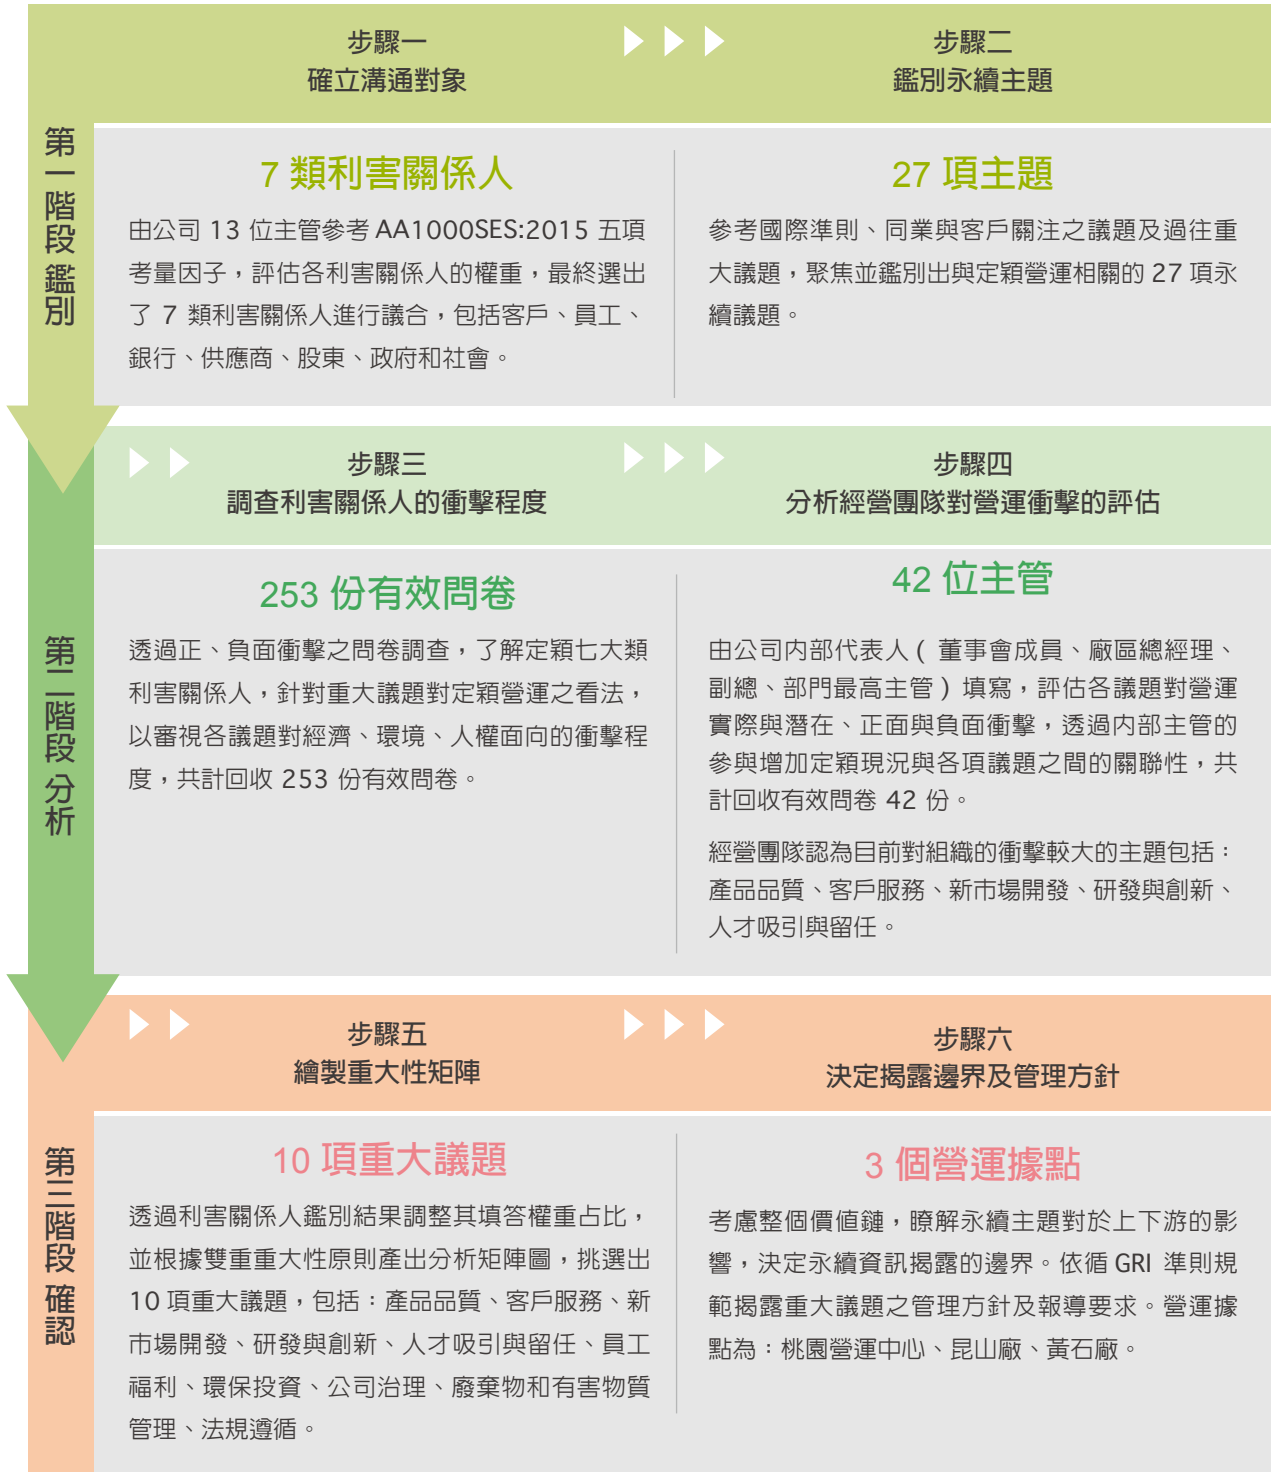 第一階段 鑑別
步驟一
確立溝通對象
步驟二
鑑別永續主題
7 類利害關係人
由公司 13 位主管參考 AA1000SES:2015 五項
考量因子，評估各利害關係人的權重，最終選出
了 7 類利害關係人進行議合，包括客戶、員工、
銀行、供應商、股東、政府和社會。
27 項主題
參考國際準則、同業與客戶關注之議題及過往重
大議題，聚焦並鑑別出與定穎營運相關的 27 項永
續議題。
第二階段 分析
步驟三
調查利害關係人的衝擊程度
步驟四
分析經營團隊對營運衝擊的評估
253 份有效問卷
透過正、負面衝擊之問卷調查，了解定穎七大類
利害關係人，針對重大議題對定穎營運之看法，
以審視各議題對經濟、環境、人權面向的衝擊程
度，共計回收 253 份有效問卷。
42 位主管
由公司內部代表人 ( 董事會成員、廠區總經理、
副總、部門最高主管 ) 填寫，評估各議題對營運
實際與潛在、正面與負面衝擊，透過內部主管的
參與增加定穎現況與各項議題之間的關聯性，共
計回收有效問卷 42 份。
經營團隊認為目前對組織的衝擊較大的主題包括：
產品品質、客戶服務、新市場開發、研發與創新、
人才吸引與留任。
第三階段 確認
步驟五
繪製重大性矩陣
步驟六
決定揭露邊界及管理方針
10 項重大議題
透過利害關係人鑑別結果調整其填答權重占比，
並根據雙重重大性原則產出分析矩陣圖，挑選出
10 項重大議題，包括：產品品質、客戶服務、新
市場開發、研發與創新、人才吸引與留任、員工
福利、環保投資、公司治理、廢棄物和有害物質
管理、法規遵循。
3 個營運據點
考慮整個價值鏈，瞭解永續主題對於上下游的影
響，決定永續資訊揭露的邊界。依循 GRI 準則規
範揭露重大議題之管理方針及報導要求。營運據
點為：桃園營運中心、昆山廠、黃石廠。